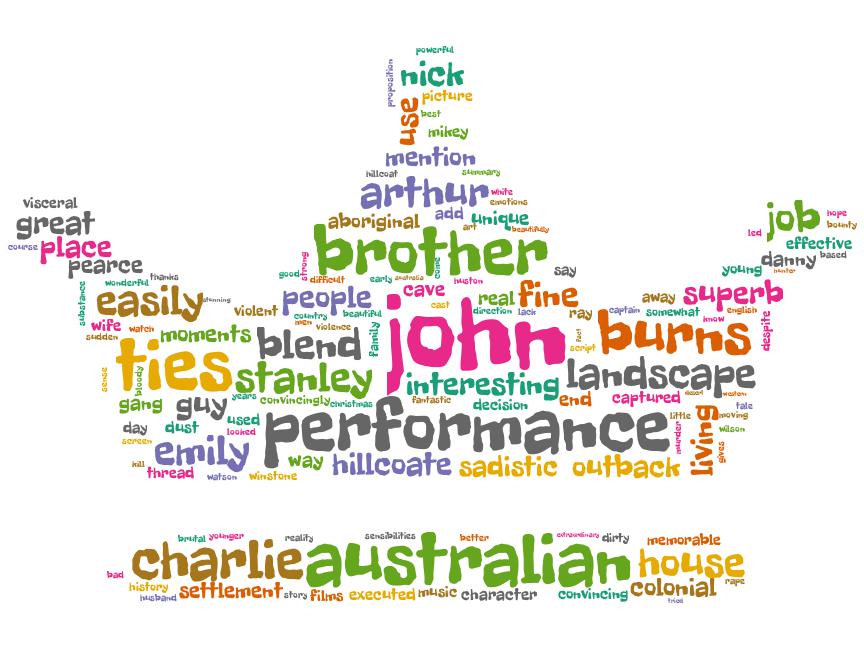 powerful
proposition
nick
use
picture
best
mikey
mention
hillcoat
summary
arthur
white
emotions
visceral
great
course
place
pearce
aboriginal
add
unique
art
beautifully
job
hope
bounty
led
effective
danny
based
brother
strong
good
difficult
early
australia
come
huston
say
young
hunter
wonderful
thanks
substance
easily
stunning
violent
people
cave
cast
real
fine
away
superb
country
beautiful
direction
lack
ray
captain
somewhat
english
know
despite
wife
watch
sudden
moments
men
violence
family
blend
john
fact
script
burns
ties
sense
bloody
stanley
interesting
landscape
gang
guy
years
convincingly
christmas
fantastic
decision
end
captured
desert
western
tale
day
dust
used
looked
screen
performance
little
murder
living
moving
gives
wilson
emily
kill
thread
watson
winstone
way
hillcoate
sadistic
outback
brutal
younger
reality
sensibilities
better
extraordinary
dirty
memorable
charlie
australian
house
bad
history
husband
settlement
story
films
executed
music
character
convincing
colonial
rape
tried